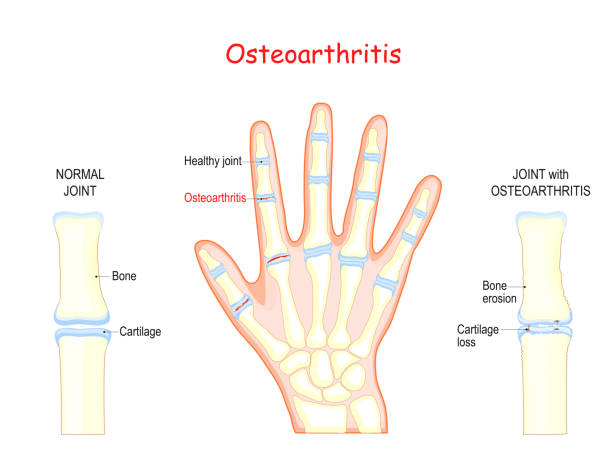 Osteoarthritis
NORMAL
JOINT
Bone
Cartilage
Healthy joint
Osteoarthritis
JOINT with
OSTEOARTHRITIS
Bone
erosion
Cartilage
loss